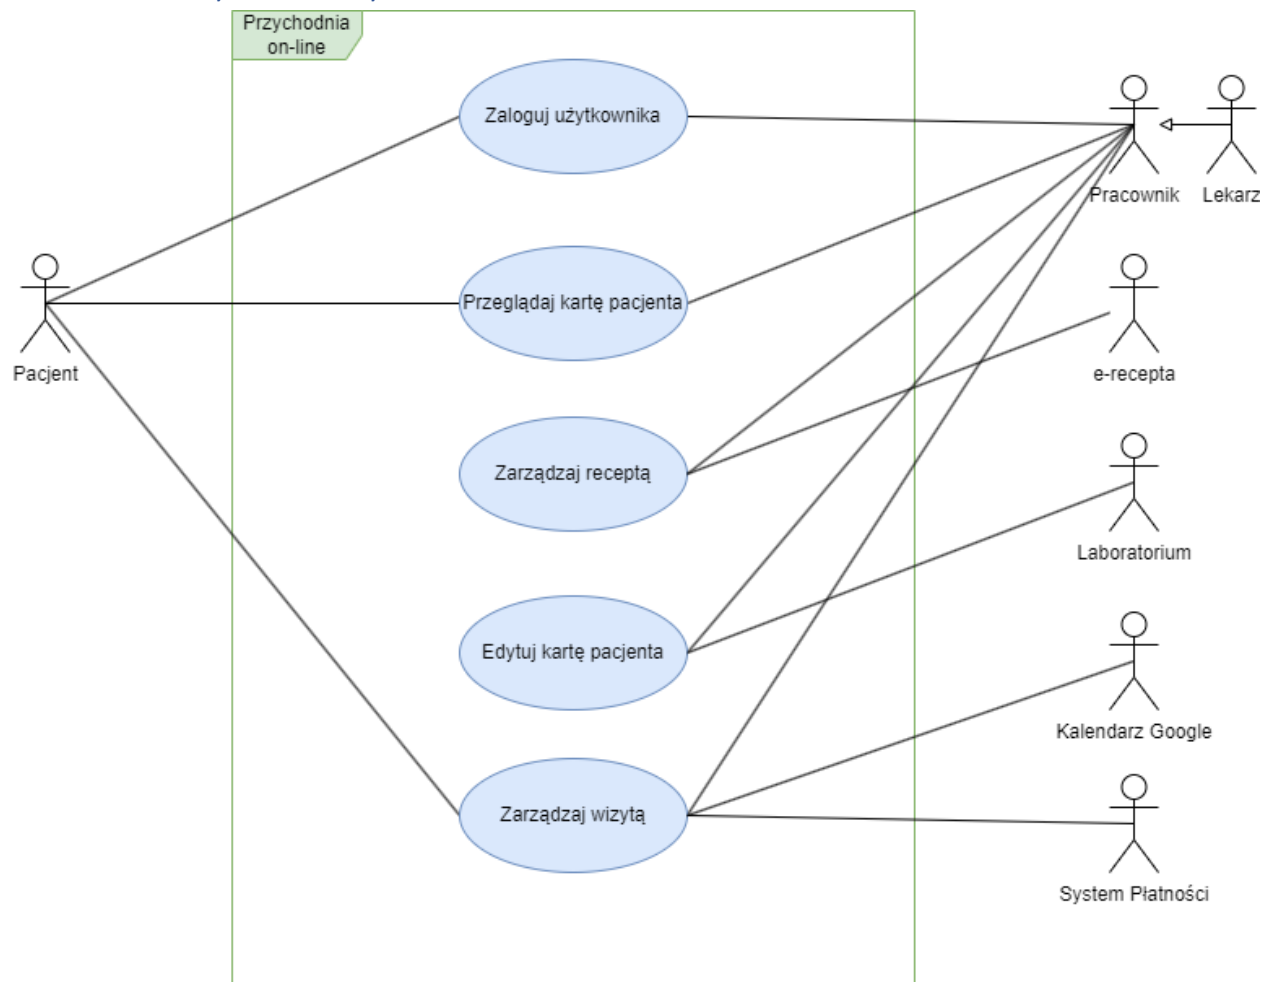 Przychodnia
on-line
Zaloguj użytkownika
Pracownik
Lekarz
Pacjent
Przeglądaj kartę pacjenta
e-recepta
Zarządzaj receptą
Laboratorium
Edytuj kartę pacjenta
Kalendarz Google
Zarządzaj wizytą
System Płatności